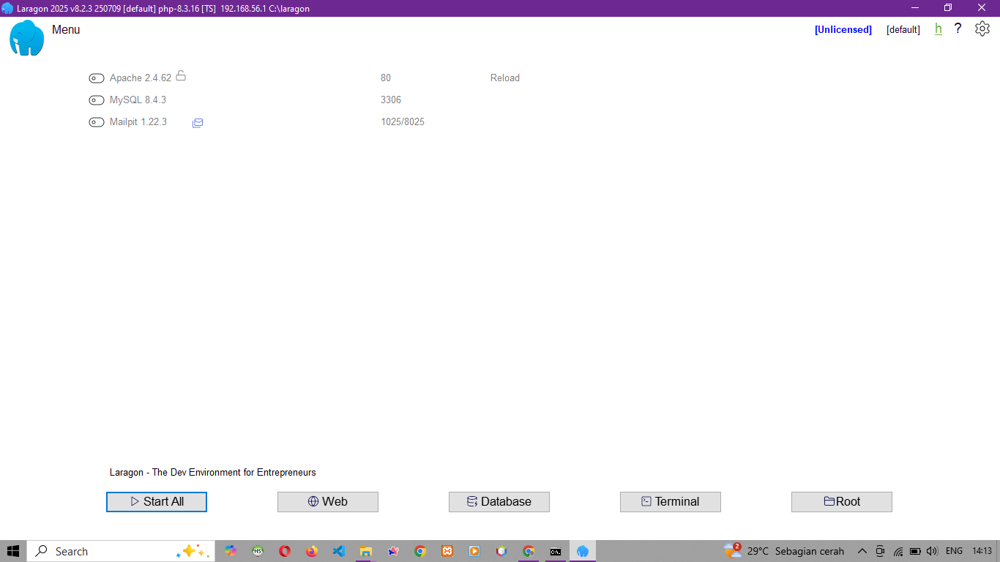 Laragon 2025 v8.2.3 250709 [default] php-8.3.16 [TS]  192.168.56.1 C:\laragon
Menu
[Unlicensed] [default] h ?
Apache 2.4.62 80 Reload
MySQL 8.4.3 3306
Mailpit 1.22.3 1025/8025
Laragon - The Dev Environment for Entrepreneurs
Start All Web Database Terminal Root
Search HS C:\. 2 29°C Sebagian cerah ENG 14:13